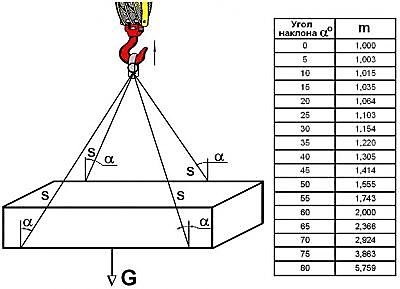 Угол наклона α° m
0 1,000
5 1,003
10 1,015
15 1,035
20 1,064
25 1,103
30 1,154
35 1,220
40 1,305
45 1,414
50 1,555
55 1,743
60 2,000
65 2,366
70 2,924
75 3,863
80 5,759
S α
S α
S
S
α
α
G